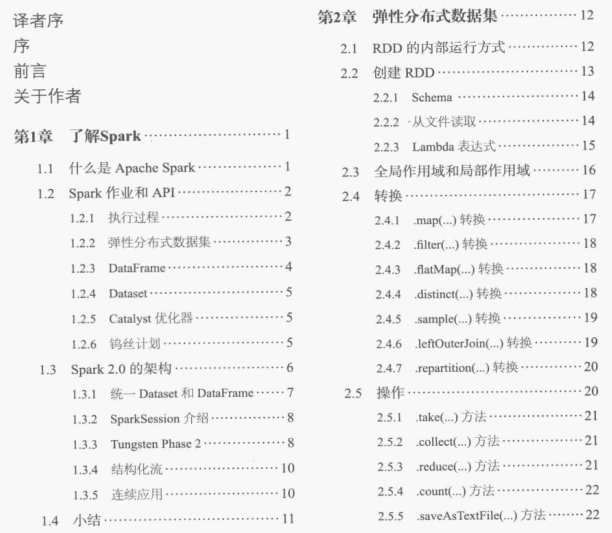 译者序
序
前言
关于作者
第1章 了解Spark 1
1.1 什么是 Apache Spark 1
1.2 Spark 作业和 API 2
1.2.1 执行过程 2
1.2.2 弹性分布式数据集 3
1.2.3 DataFrame 4
1.2.4 Dataset 5
1.2.5 Catalyst 优化器 5
1.2.6 钨丝计划 5
1.3 Spark 2.0 的架构 6
1.3.1 统一 Dataset 和 DataFrame 7
1.3.2 SparkSession 介绍 8
1.3.3 Tungsten Phase 2 8
1.3.4 结构化流 10
1.3.5 连续应用 10
1.4 小结 11
第2章 弹性分布式数据集 12
2.1 RDD 的内部运行方式 12
2.2 创建 RDD 13
2.2.1 Schema 14
2.2.2 从文件读取 14
2.2.3 Lambda 表达式 15
2.3 全局作用域和局部作用域 16
2.4 转换 17
2.4.1 .map(...) 转换 17
2.4.2 .filter(...) 转换 18
2.4.3 .flatMap(...) 转换 18
2.4.4 .distinct(...) 转换 18
2.4.5 .sample(...) 转换 19
2.4.6 .leftOuterJoin(...) 转换 19
2.4.7 .repartition(...) 转换 20
2.5 操作 20
2.5.1 .take(...) 方法 21
2.5.2 .collect(...) 方法 21
2.5.3 .reduce(...) 方法 21
2.5.4 .count(...) 方法 22
2.5.5 .saveAsTextFile(...) 方法 22